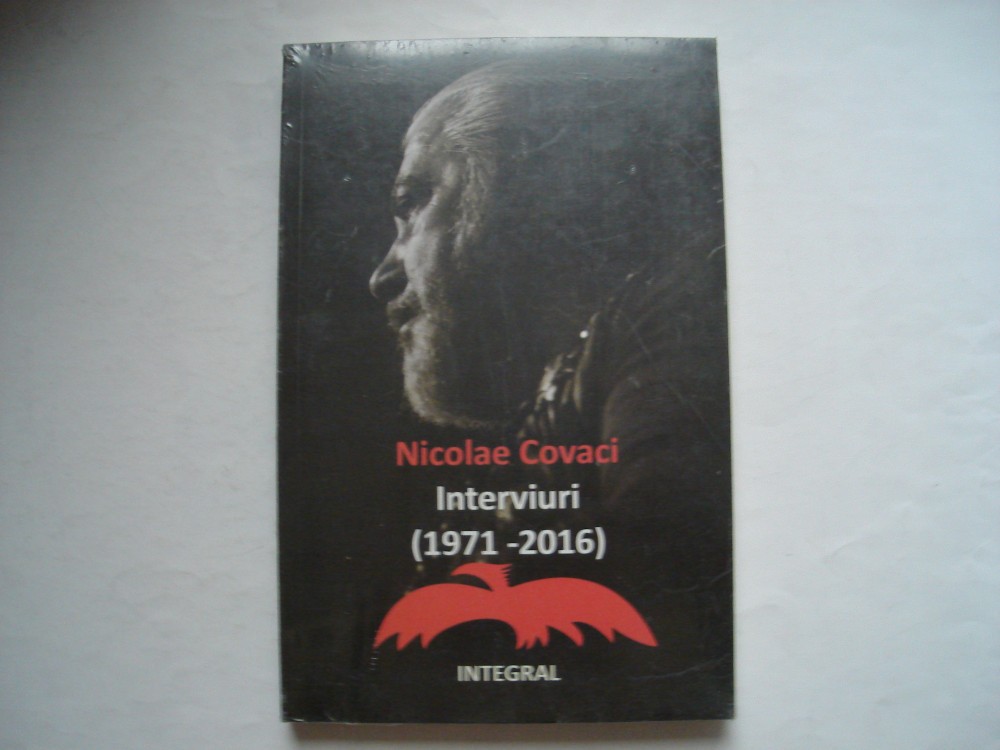 Nicolae Covaci
Interviuri
(1971 -2016)
INTEGRAL